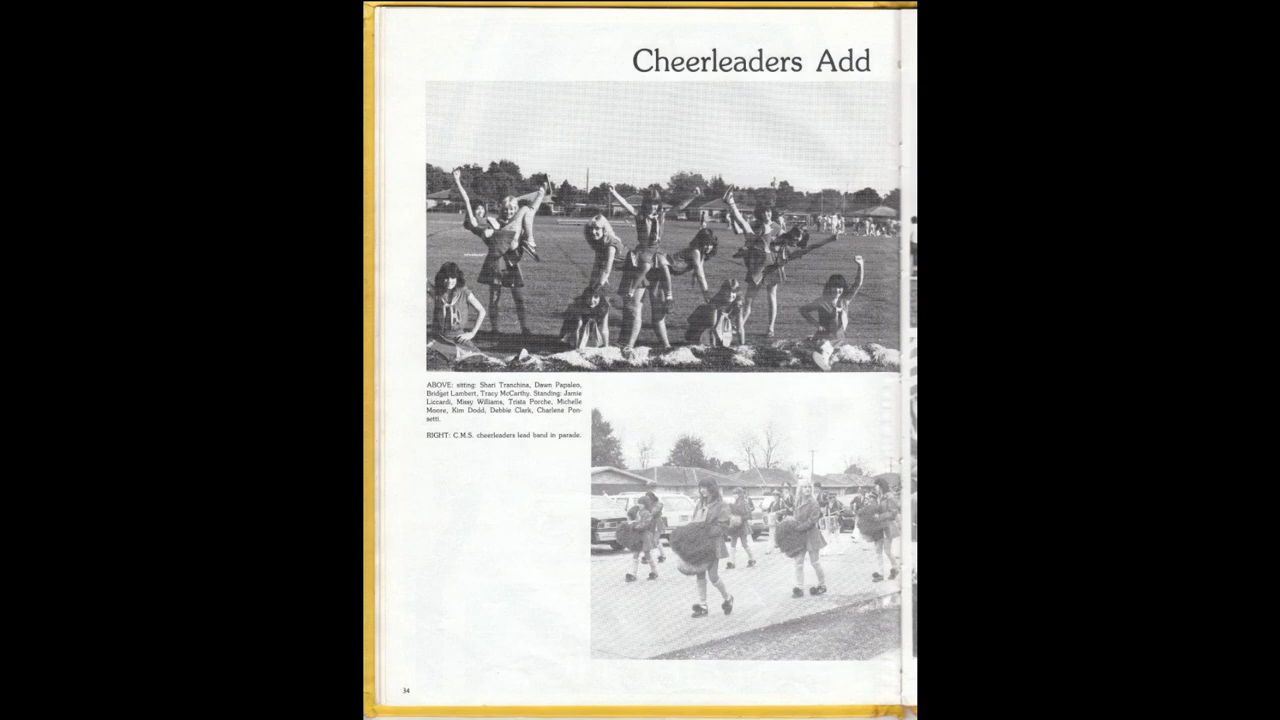 Cheerleaders Add
ABOVE: sitting: Shari Tranchina, Dawn Papaleo,
Bridget Lambert, Tracy McCarthy. Standing: Jamie
Liccardi, Missy Williams, Trista Porche, Michelle
Moore, Kim Dodd, Debbie Clark, Charlene Pon-
setti.
RIGHT: C.M.S. cheerleaders lead band in parade.
34